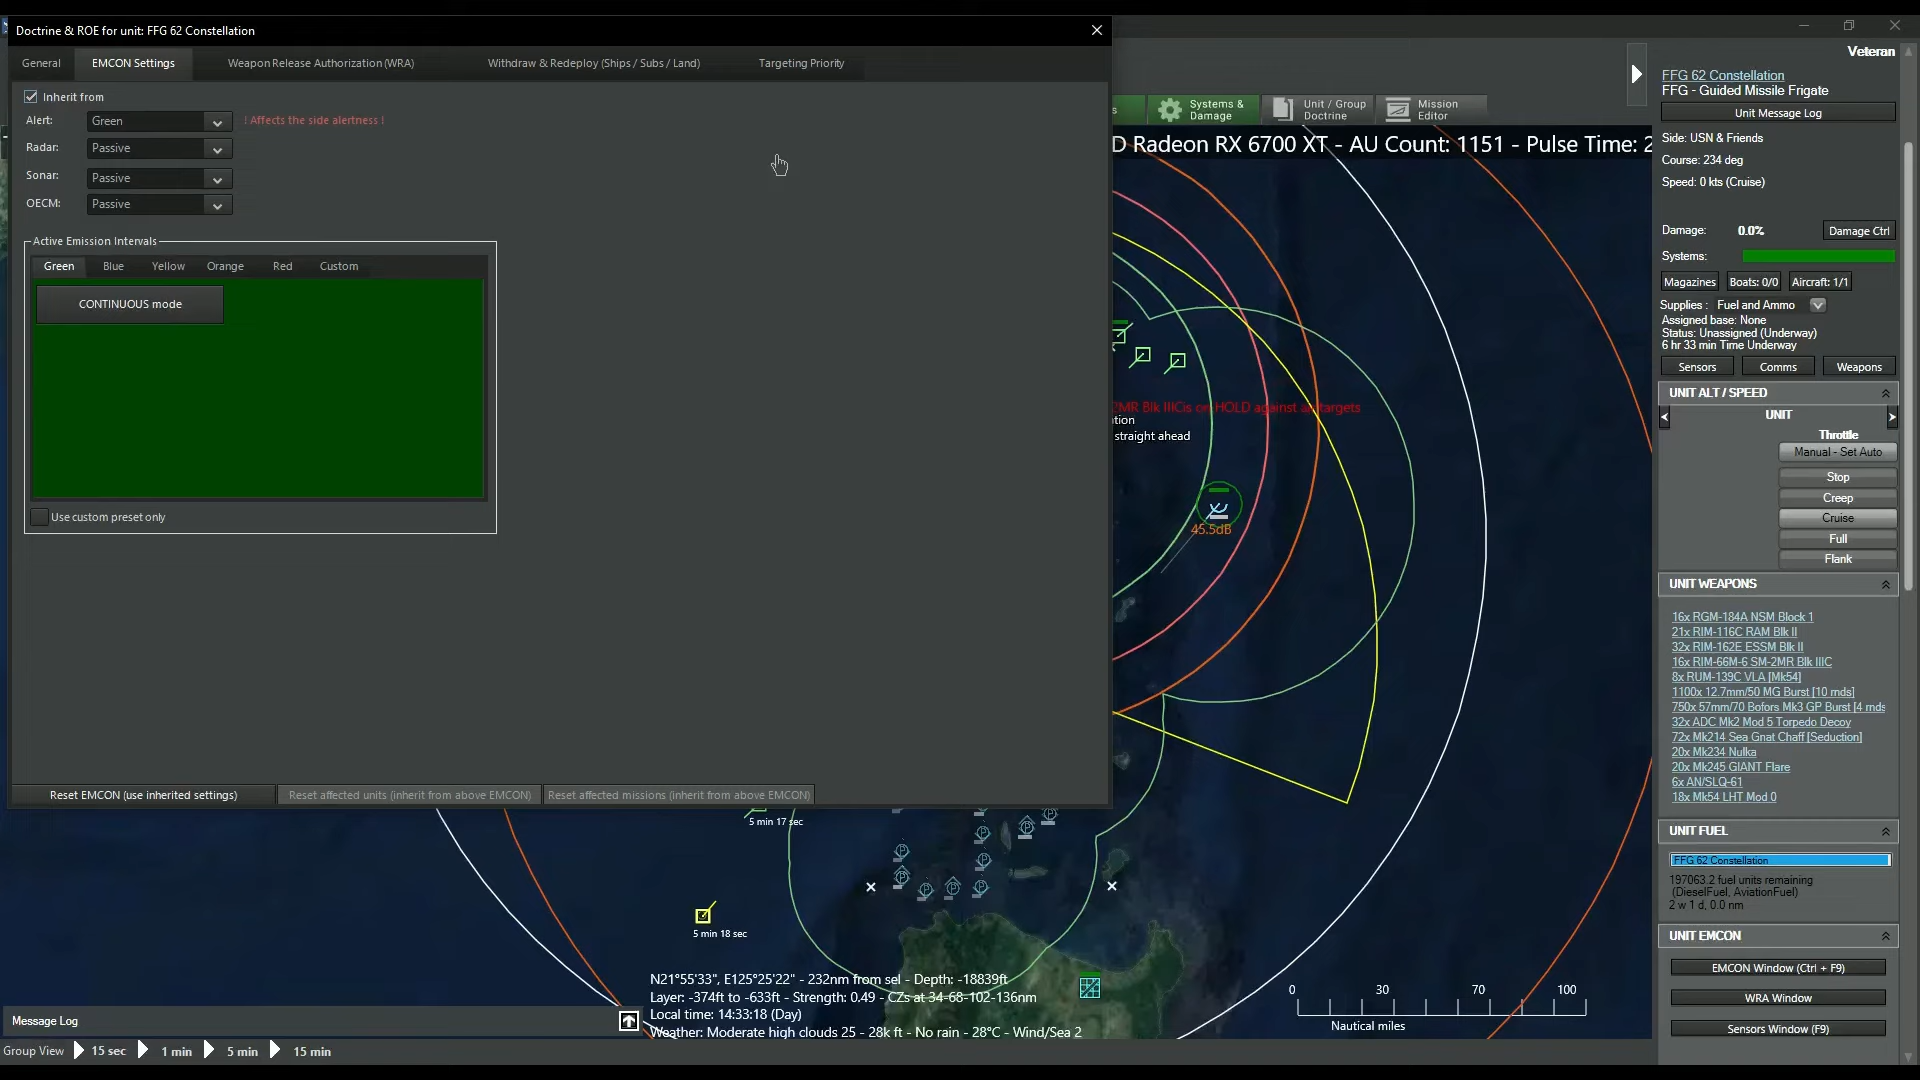 Doctrine & ROE for unit: FFG 62 Constellation
General
EMCON Settings
Weapon Release Authorization (WRA)
Withdraw & Redeploy (Ships / Subs / Land)
Targeting Priority
Inherit from
Alert: Green ! Affects the side alertness !
Radar: Passive
Sonar: Passive
OECM: Passive
Active Emission Intervals
Green Blue Yellow Orange Red Custom
CONTINUOUS mode
Use custom preset only
Reset EMCON (use inherited settings)
Reset affected units (inherit from above EMCON)
Reset affected missions (inherit from above EMCON)
Systems & Damage
Unit / Group Doctrine
Mission Editor
D Radeon RX 6700 XT - AU Count: 1151 - Pulse Time: 2
straight ahead
45.5dB
5 min 17 sec
5 min 18 sec
N21°55'33", E125°25'22" - 232nm from sel - Depth: -18839ft
Layer: -374ft to -633ft - Strength: 0.49 - CZs at 34-68-102-136nm
Local time: 14:33:18 (Day)
Weather: Moderate high clouds 25 - 28k ft - No rain - 28°C - Wind/Sea 2
0 30 70 100
Nautical miles
Message Log
Group View 15 sec 1 min 5 min 15 min
Veteran
FFG 62 Constellation
FFG - Guided Missile Frigate
Unit Message Log
Side: USN & Friends
Course: 234 deg
Speed: 0 kts (Cruise)
Damage: 0.0% Damage Ctrl
Systems:
Magazines Boats: 0/0 Aircraft: 1/1
Supplies : Fuel and Ammo
Assigned base: None
Status: Unassigned (Underway)
6 hr 33 min Time Underway
Sensors Comms Weapons
UNIT ALT / SPEED
UNIT
Throttle
Manual - Set Auto
Stop
Creep
Cruise
Full
Flank
UNIT WEAPONS
16x RGM-184A NSM Block 1
21x RIM-116C RAM Blk II
32x RIM-162E ESSM Blk II
16x RIM-66M-6 SM-2MR Blk IIIC
8x RUM-139C VLA [Mk54]
1100x 12.7mm/50 MG Burst [10 rnds]
750x 57mm/70 Bofors Mk3 GP Burst [4 rnds
32x ADC Mk2 Mod 5 Torpedo Decoy
72x Mk214 Sea Gnat Chaff [Seduction]
20x Mk234 Nulka
20x Mk245 GIANT Flare
6x AN/SLQ-61
18x Mk54 LHT Mod 0
UNIT FUEL
FFG 62 Constellation
197063.2 fuel units remaining
(DieselFuel, AviationFuel)
2 w 1 d, 0.0 nm
UNIT EMCON
EMCON Window (Ctrl + F9)
WRA Window
Sensors Window (F9)